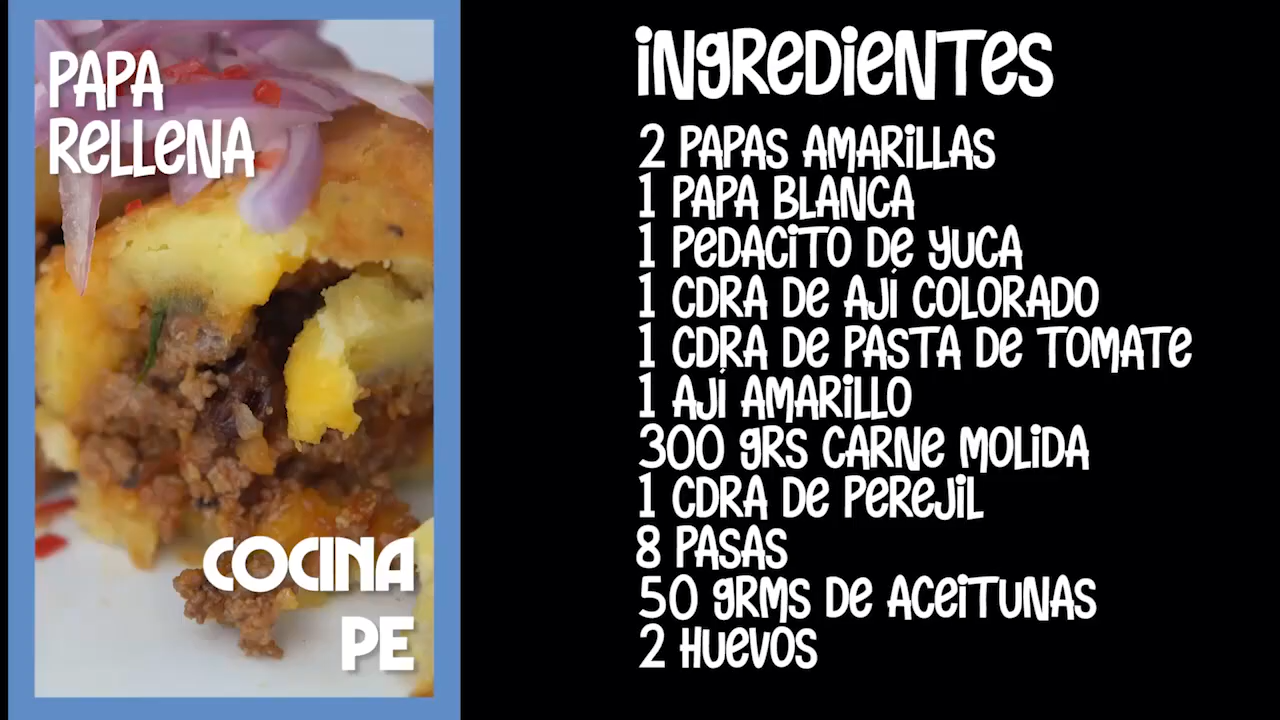 PAPA
RELLENA
COCINA
PE
INGREDIENTES
2 PAPAS AMARILLAS
1 PAPA BLANCA
1 PEDACITO DE YUCA
1 CDRA DE AJÍ COLORADO
1 CDRA DE PASTA DE TOMATE
1 AJÍ AMARILLO
300 GRS CARNE MOLIDA
1 CDRA DE PEREJIL
8 PASAS
50 GRMS DE ACEITUNAS
2 HUEVOS